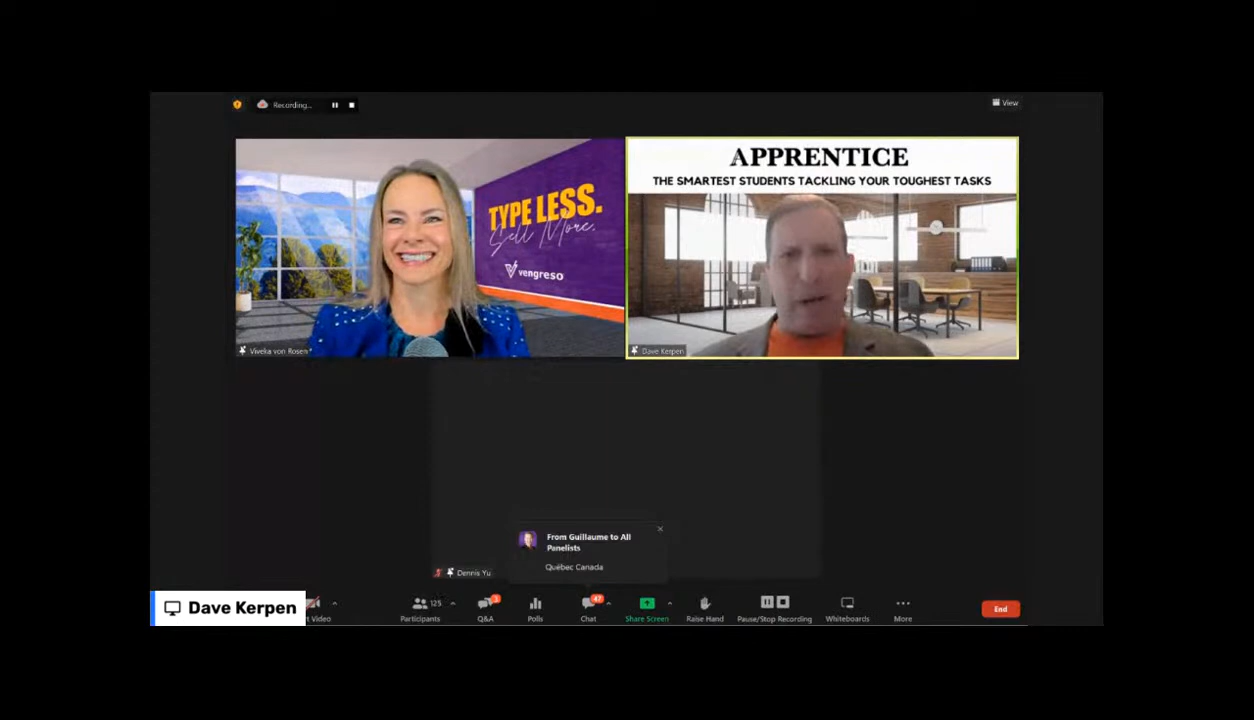 Recording...
View
TYPE LESS.
Sell More.
vengreso
Viveka von Rosen
APPRENTICE
THE SMARTEST STUDENTS TACKLING YOUR TOUGHEST TASKS
Dave Kerpen
From Guillaume to All
Panelists
Québec Canada
Dennis Yu
Dave Kerpen
t Video
125
Participants
3
Q&A
Polls
47
Chat
Share Screen
Raise Hand
Pause/Stop Recording
Whiteboards
More
End